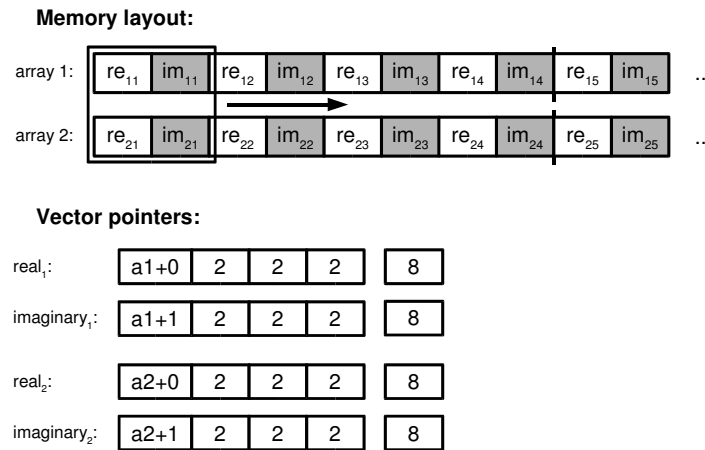 Memory layout:
array 1: re₁₁ im₁₁ re₁₂ im₁₂ re₁₃ im₁₃ re₁₄ im₁₄ re₁₅ im₁₅ ..
array 2: re₂₁ im₂₁ re₂₂ im₂₂ re₂₃ im₂₃ re₂₄ im₂₄ re₂₅ im₂₅ ..
Vector pointers:
real₁: a1+0 2 2 2 8
imaginary₁: a1+1 2 2 2 8
real₂: a2+0 2 2 2 8
imaginary₂: a2+1 2 2 2 8